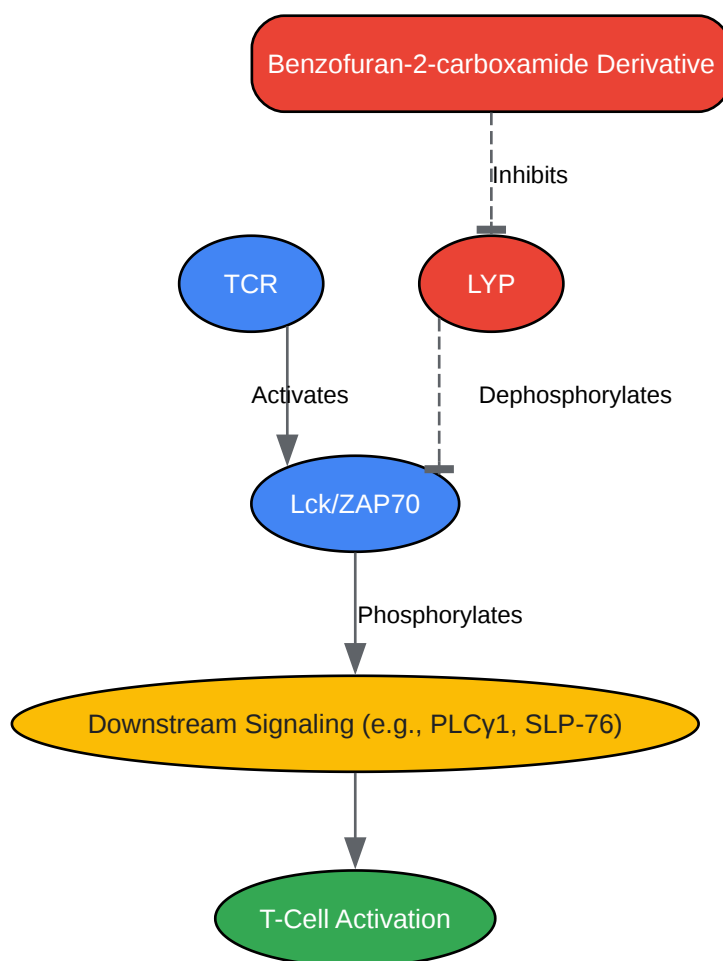 Benzofuran-2-carboxamide Derivative
Inhibits
TCR
LYP
Activates
Dephosphorylates
Lck/ZAP70
Phosphorylates
Downstream Signaling (e.g., PLCγ1, SLP-76)
T-Cell Activation